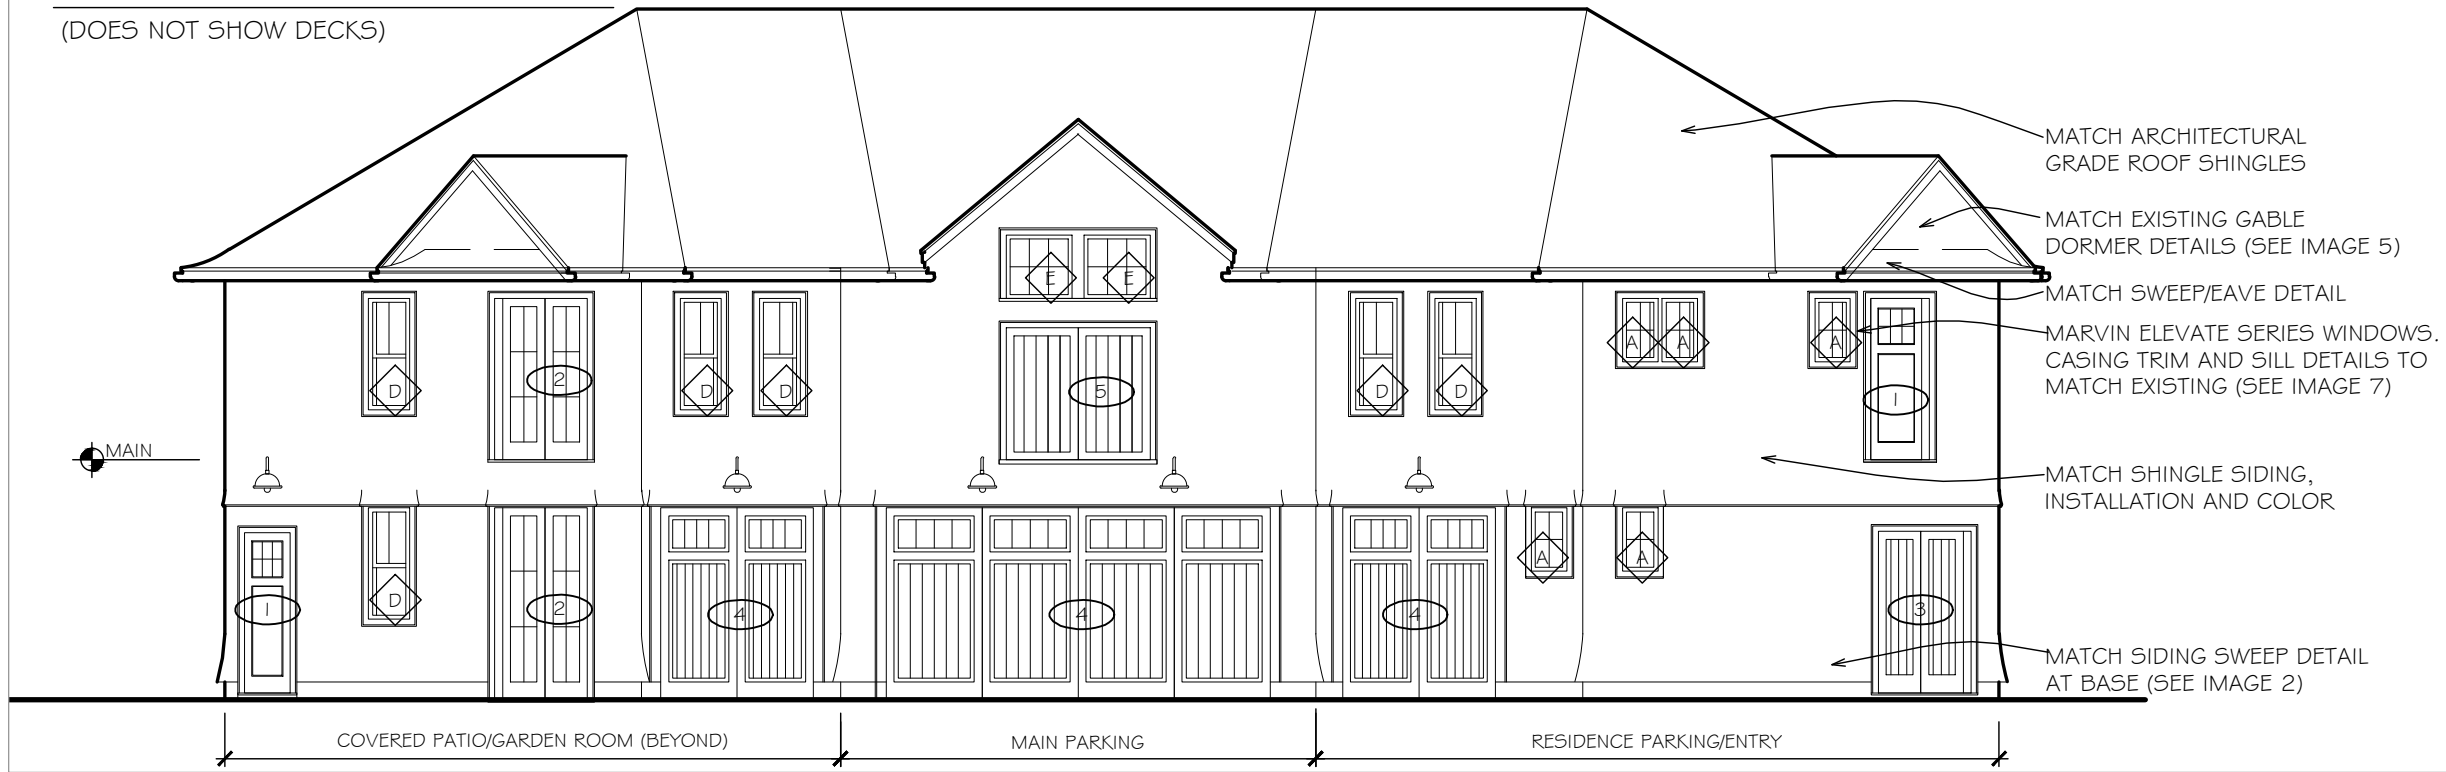 (DOES NOT SHOW DECKS)
MATCH ARCHITECTURAL
GRADE ROOF SHINGLES
MATCH EXISTING GABLE
DORMER DETAILS (SEE IMAGE 5)
MATCH SWEEP/EAVE DETAIL
MARVIN ELEVATE SERIES WINDOWS.
CASING TRIM AND SILL DETAILS TO
MATCH EXISTING (SEE IMAGE 7)
E E
A A A
D 2 D D 5 D D 1
MAIN
MATCH SHINGLE SIDING,
INSTALLATION AND COLOR
A A
1 D 2 4 4 4 3
MATCH SIDING SWEEP DETAIL
AT BASE (SEE IMAGE 2)
COVERED PATIO/GARDEN ROOM (BEYOND)
MAIN PARKING
RESIDENCE PARKING/ENTRY